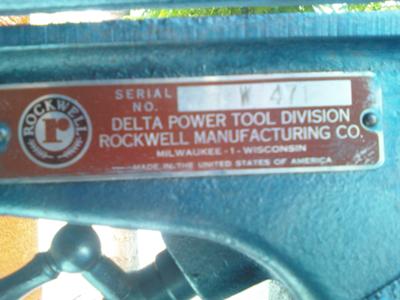 ROCKWELL
r
SERIAL
NO.
DELTA POWER TOOL DIVISION
ROCKWELL MANUFACTURING CO.
MILWAUKEE - 1 - WISCONSIN
MADE IN THE UNITED STATES OF AMERICA